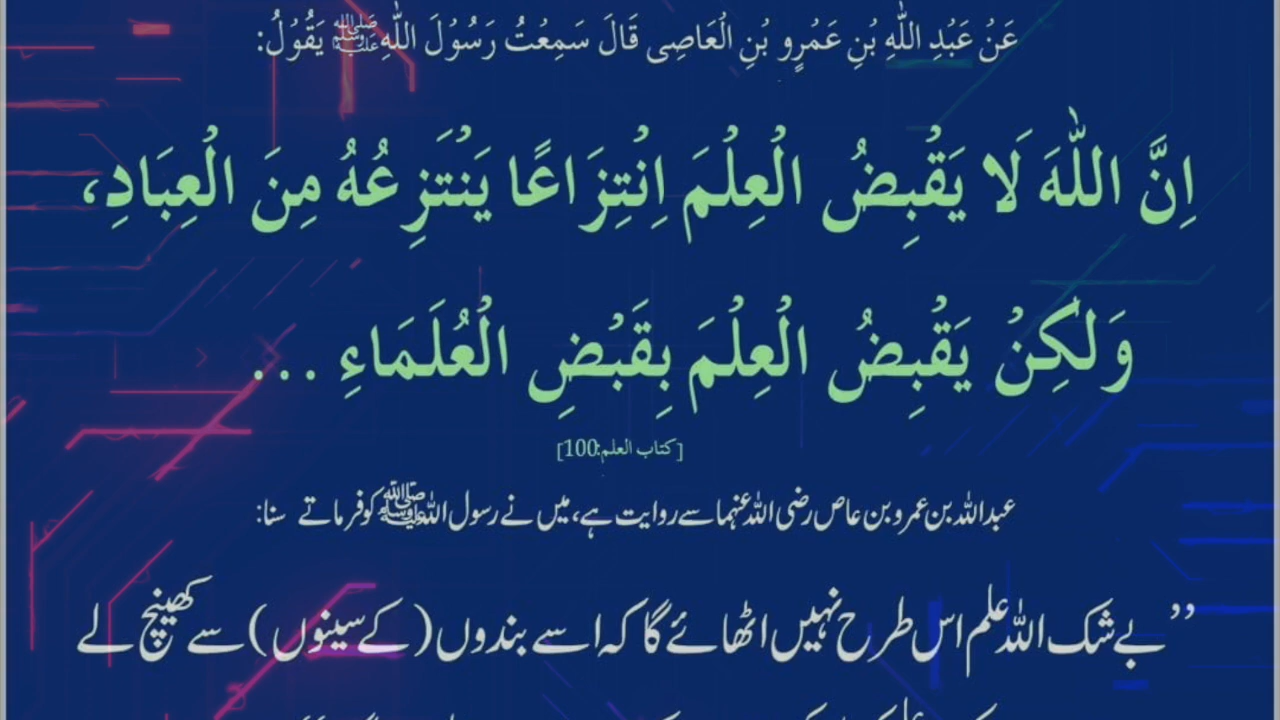 عَنْ عَبْدِ اللّٰهِ بْنِ عَمْرٍو بْنِ الْعَاصِی قَالَ سَمِعْتُ رَسُوْلَ اللّٰهِ ﷺ یَقُوْلُ:
اِنَّ اللّٰهَ لَا یَقْبِضُ الْعِلْمَ اِنْتِزَاعًا یَنْتَزِعُهُ مِنَ الْعِبَادِ،
وَلٰکِنْ یَقْبِضُ الْعِلْمَ بِقَبْضِ الْعُلَمَاءِ ...
[کتاب العلم:100]
عبداللہ بن عمرو بن عاص رضی اللہ عنہما سے روایت ہے، میں نے رسول اللہ ﷺ کو فرماتے سنا:
”بے شک اللہ علم اس طرح نہیں اٹھائے گا کہ اسے بندوں (کے سینوں) سے کھینچ لے